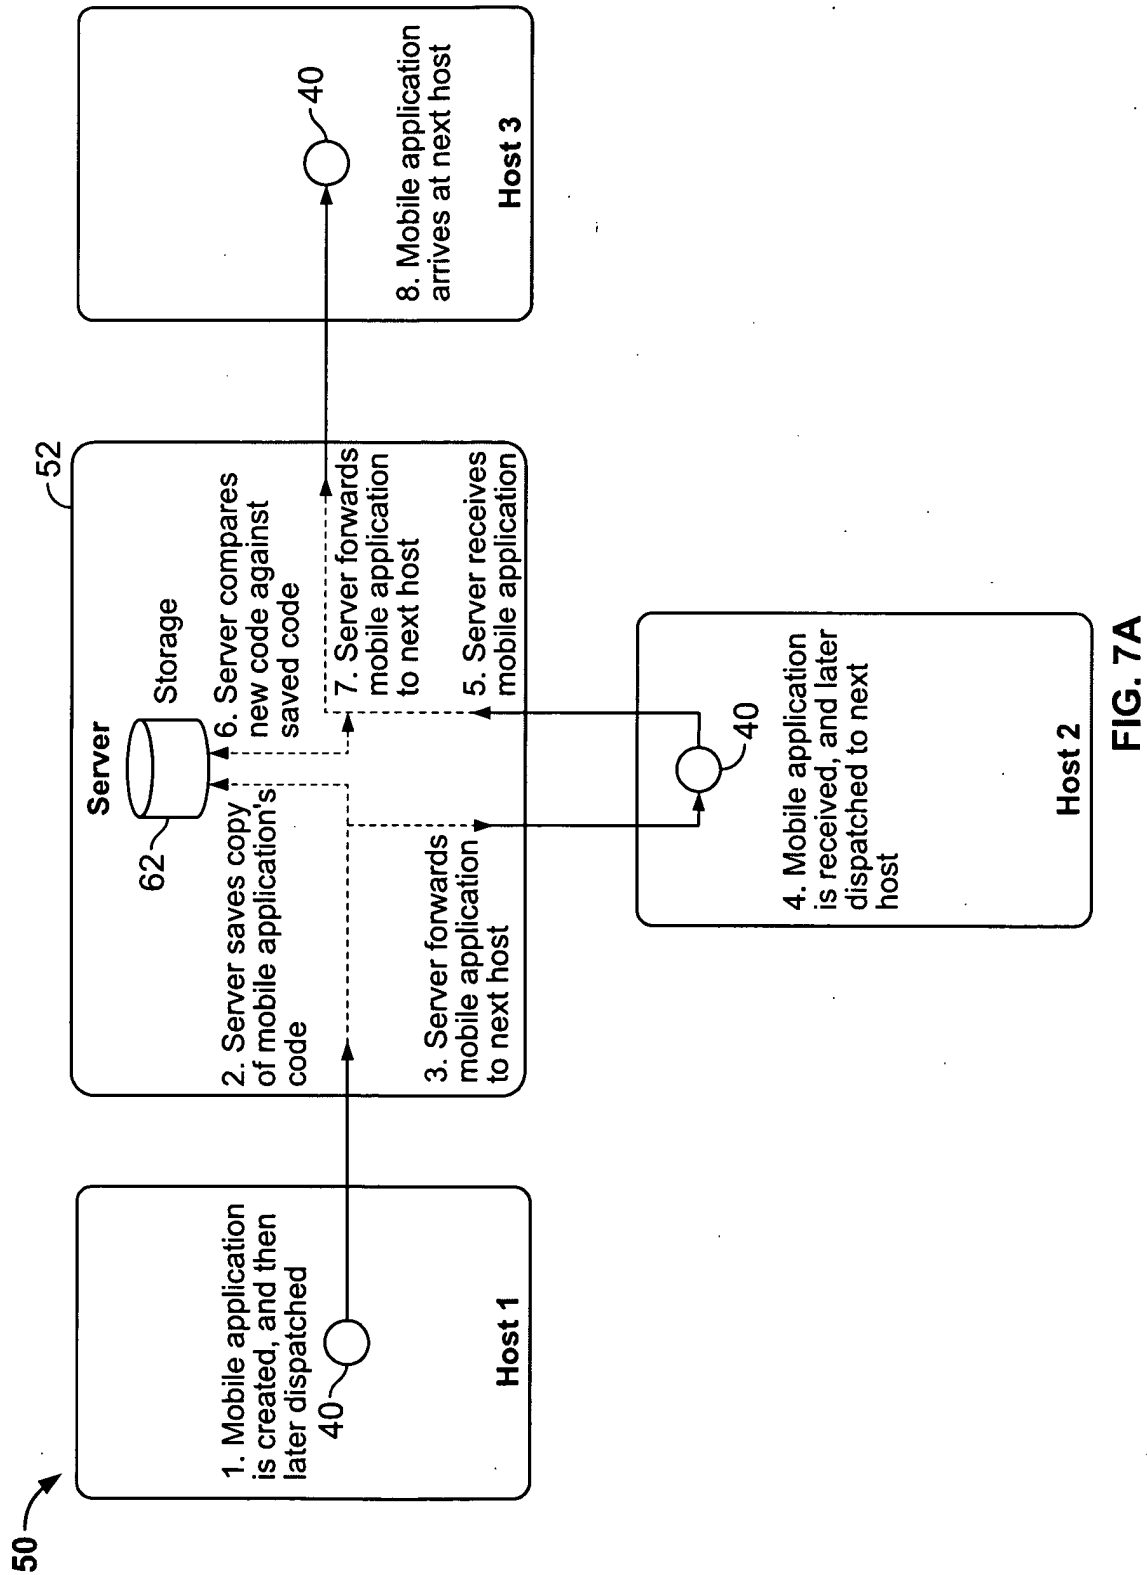 50
1. Mobile application
is created, and then
later dispatched
40
Host 1
52
Server
62
Storage
2. Server saves copy
of mobile application's
code
6. Server compares
new code against
saved code
3. Server forwards
mobile application
to next host
7. Server forwards
mobile application
to next host
5. Server receives
mobile application
40
4. Mobile application
is received, and later
dispatched to next
host
Host 2
40
8. Mobile application
arrives at next host
Host 3
FIG. 7A